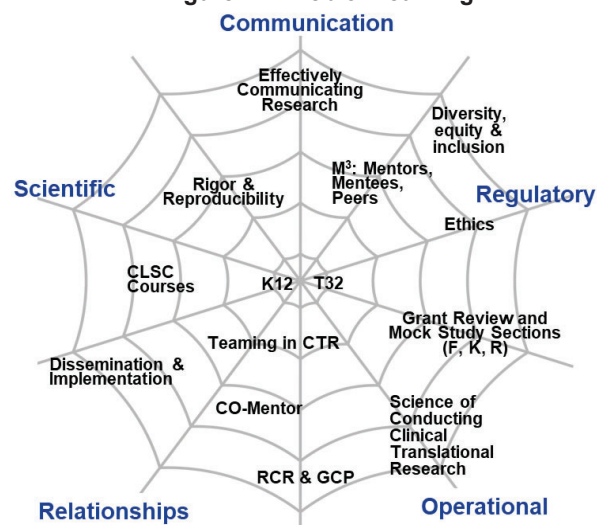 Communication
Effectively
Communicating
Research
Diversity,
equity &
inclusion
M³: Mentors,
Mentees,
Peers
Rigor &
Reproducibility
Scientific
Regulatory
Ethics
CLSC
Courses
K12
T32
Grant Review and
Mock Study Sections
(F, K, R)
Teaming in CTR
Dissemination &
Implementation
CO-Mentor
Science of
Conducting
Clinical
Translational
Research
RCR & GCP
Relationships
Operational